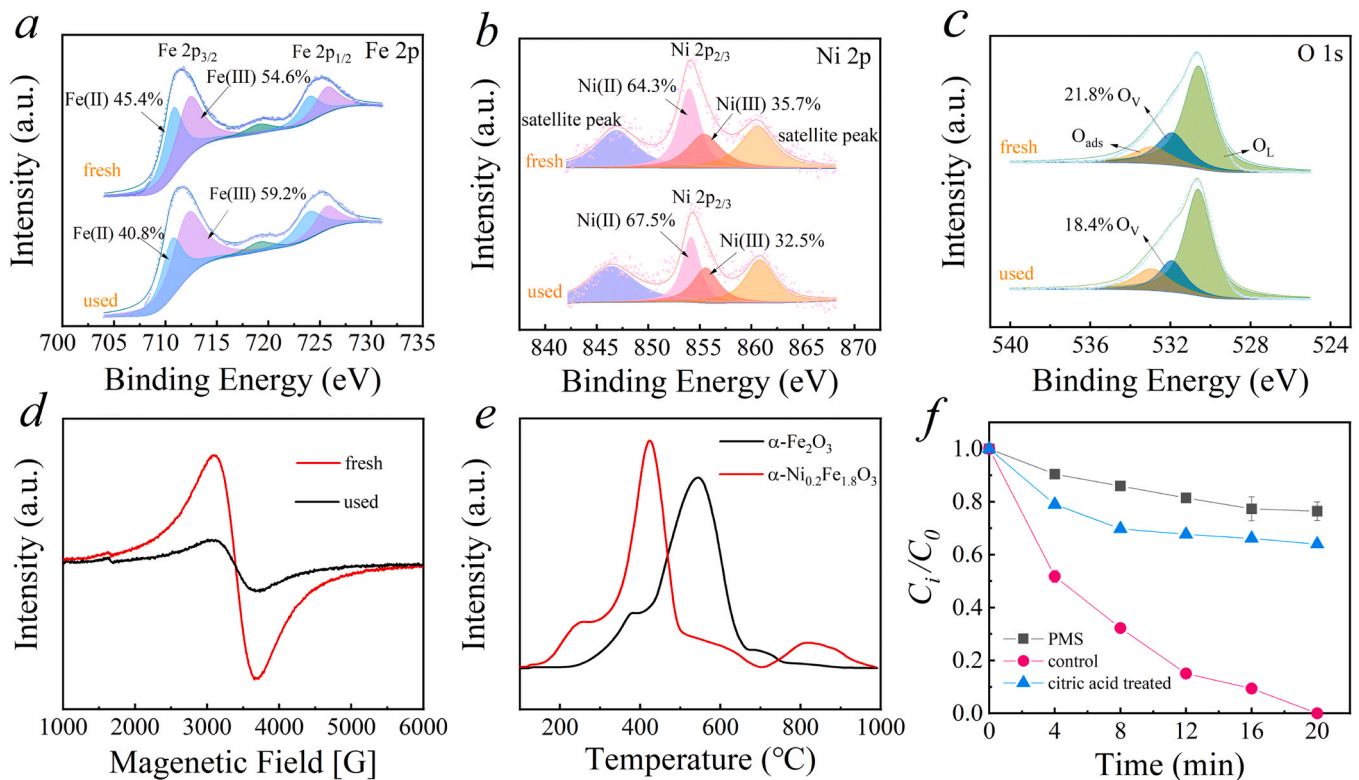 a
Fe 2p3/2
Fe 2p1/2
Fe 2p
Fe(III) 54.6%
Fe(II) 45.4%
fresh
Fe(III) 59.2%
Fe(II) 40.8%
used
Intensity (a.u.)
700 705 710 715 720 725 730 735
Binding Energy (eV)
b
Ni 2p2/3
Ni 2p
Ni(II) 64.3%
Ni(III) 35.7%
satellite peak
satellite peak
fresh
Ni 2p2/3
Ni(II) 67.5%
Ni(III) 32.5%
used
Intensity (a.u.)
840 845 850 855 860 865 870
Binding Energy (eV)
c
O 1s
21.8% OV
Oads
OL
fresh
18.4% OV
used
Intensity (a.u.)
540 536 532 528 524
Binding Energy (eV)
d
fresh
used
Intensity (a.u.)
1000 2000 3000 4000 5000 6000
Magenetic Field [G]
e
α-Fe2O3
α-Ni0.2Fe1.8O3
Intensity (a.u.)
200 400 600 800 1000
Temperature (°C)
f
1.0
0.8
0.6
0.4
0.2
0.0
Ci/C0
PMS
control
citric acid treated
0 4 8 12 16 20
Time (min)